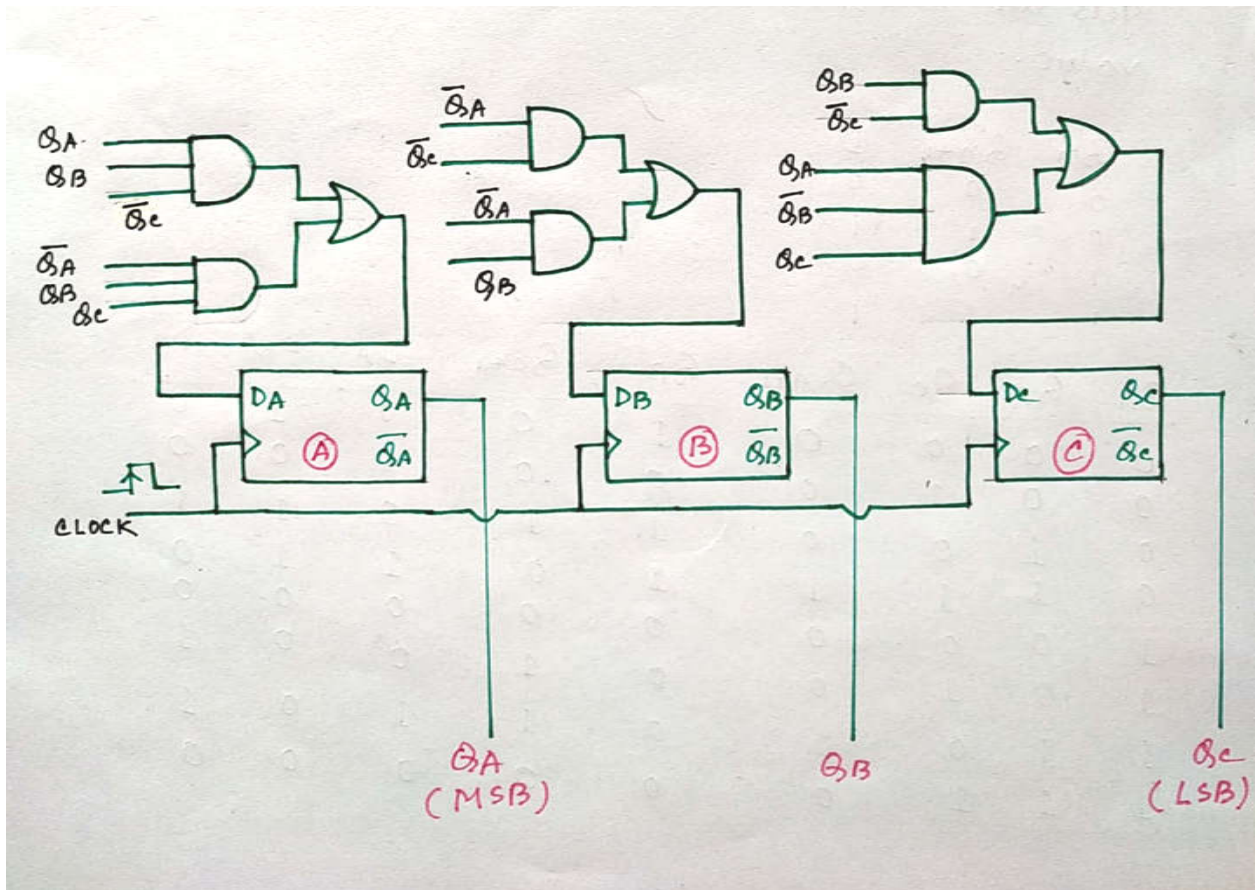 QA
QB
Q̅C
Q̅A
QB
QC
Q̅A
Q̅C
Q̅A
QB
QB
Q̅C
QA
Q̅B
QC
DA QA
A Q̅A
DB QB
B Q̅B
DC QC
C Q̅C
CLOCK
QA
(MSB)
QB
QC
(LSB)